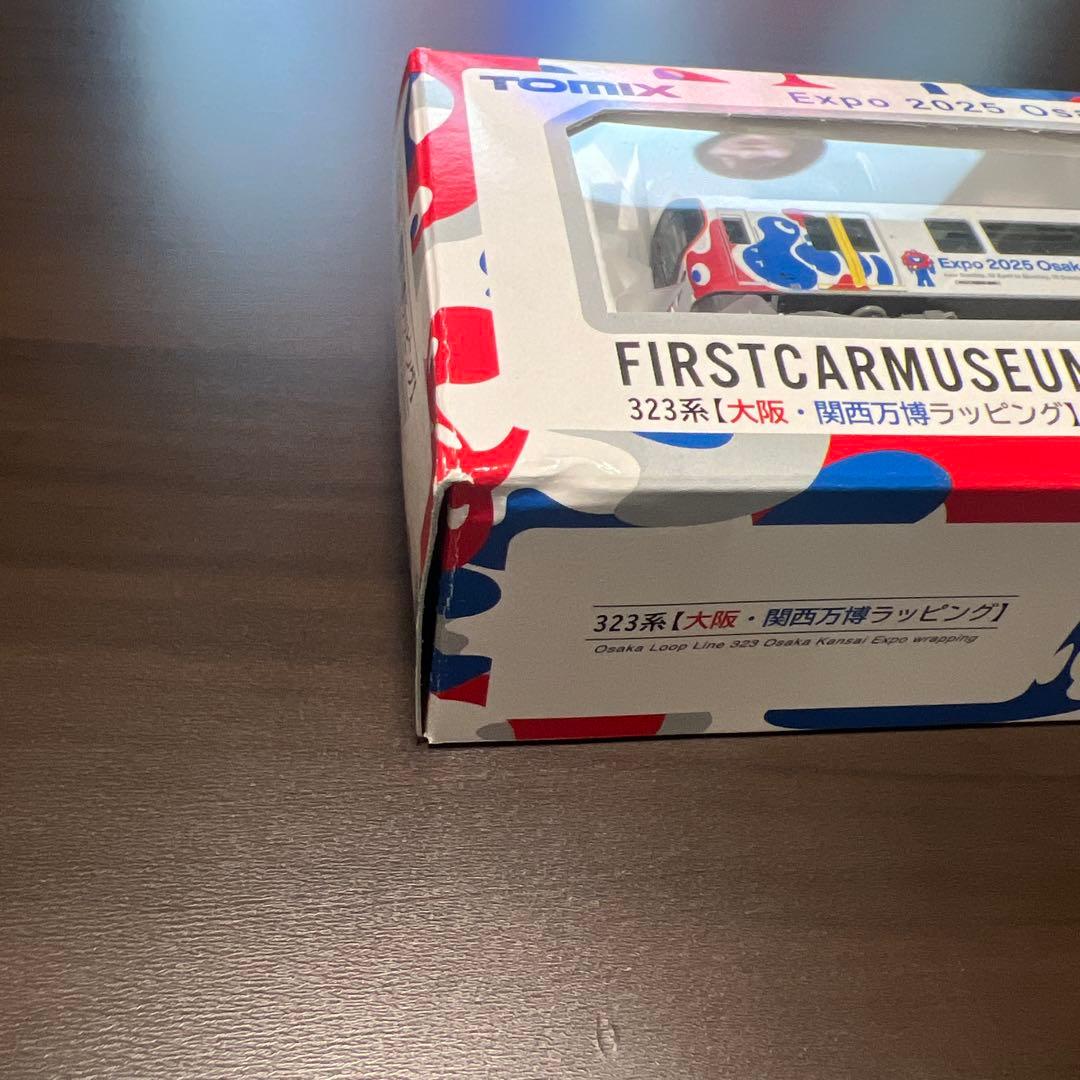 TOMIX
Expo 2025 Osa
Expo 2025 Osaka
FIRSTCARMUSEUM
323系【大阪・関西万博ラッピング】
323系【大阪・関西万博ラッピング】
Osaka Loop Line 323 Osaka Kansai Expo wrapping